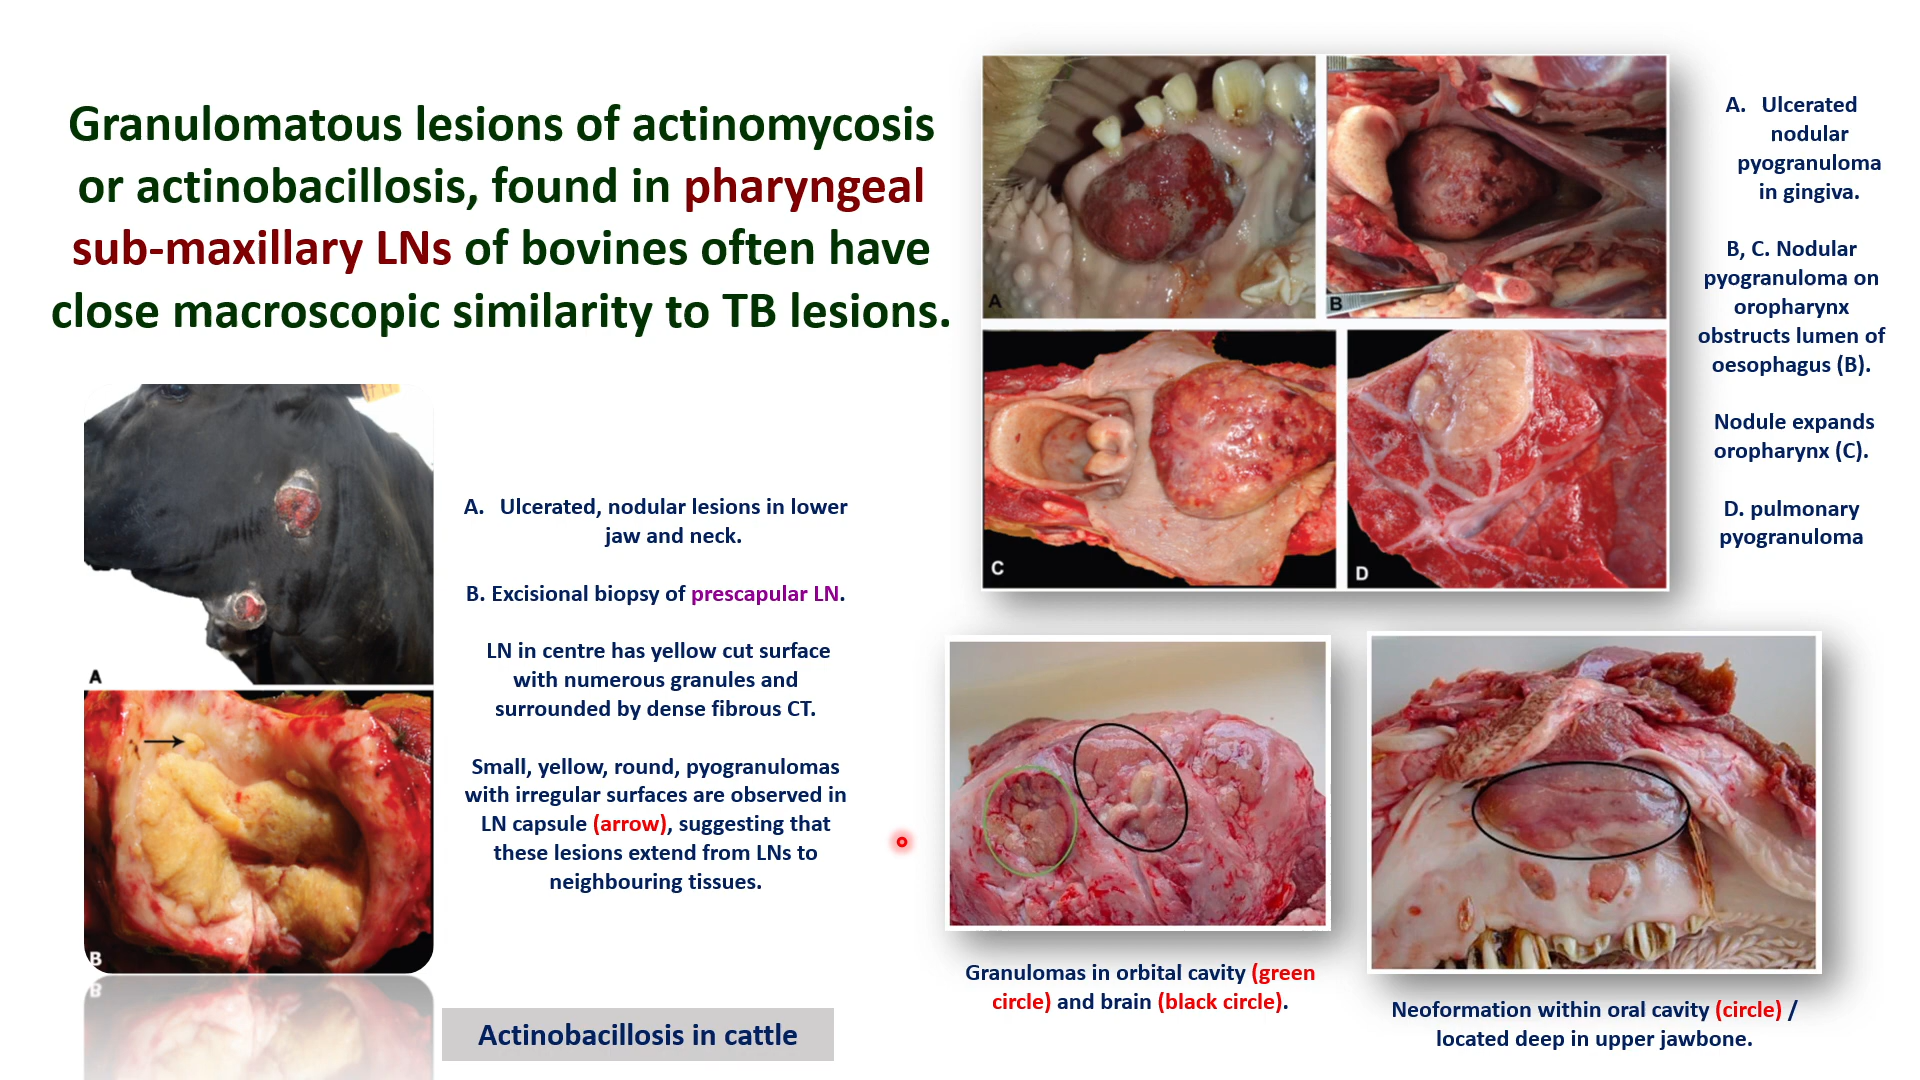 Granulomatous lesions of actinomycosis
or actinobacillosis, found in pharyngeal
sub-maxillary LNs of bovines often have
close macroscopic similarity to TB lesions.
A
B
A. Ulcerated, nodular lesions in lower
jaw and neck.
B. Excisional biopsy of prescapular LN.
LN in centre has yellow cut surface
with numerous granules and
surrounded by dense fibrous CT.
Small, yellow, round, pyogranulomas
with irregular surfaces are observed in
LN capsule (arrow), suggesting that
these lesions extend from LNs to
neighbouring tissues.
Actinobacillosis in cattle
A
B
C
D
A. Ulcerated
nodular
pyogranuloma
in gingiva.
B, C. Nodular
pyogranuloma on
oropharynx
obstructs lumen of
oesophagus (B).
Nodule expands
oropharynx (C).
D. pulmonary
pyogranuloma
Granulomas in orbital cavity (green
circle) and brain (black circle).
Neoformation within oral cavity (circle) /
located deep in upper jawbone.